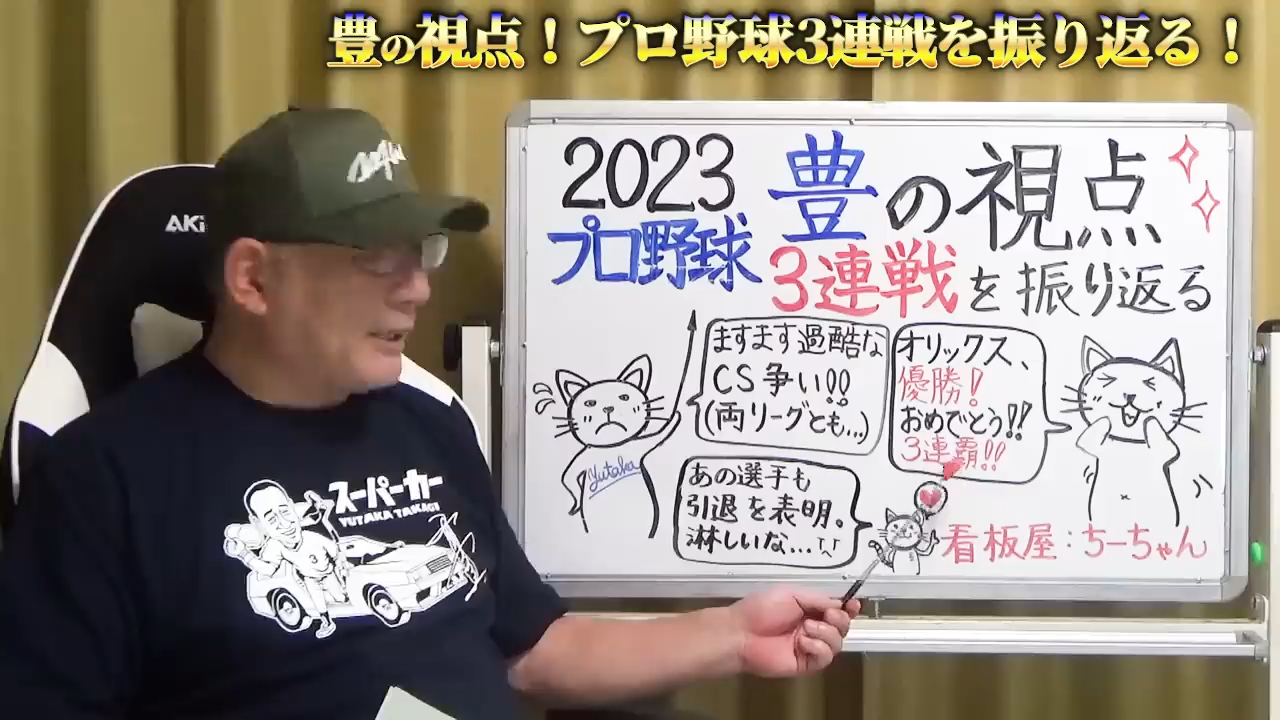 豊の視点！プロ野球3連戦を振り返る！
2023 豊の視点
プロ野球 3連戦を振り返る
ますます過酷な
CS争い!!
(両リーグとも…)
オリックス、
優勝!
おめでとう!!
3連覇!!
Yutaka
あの選手も
引退を表明。
淋しいな…
看板屋:ちーちゃん
AKi
スーパーカー
YUTAKA TAKAGI